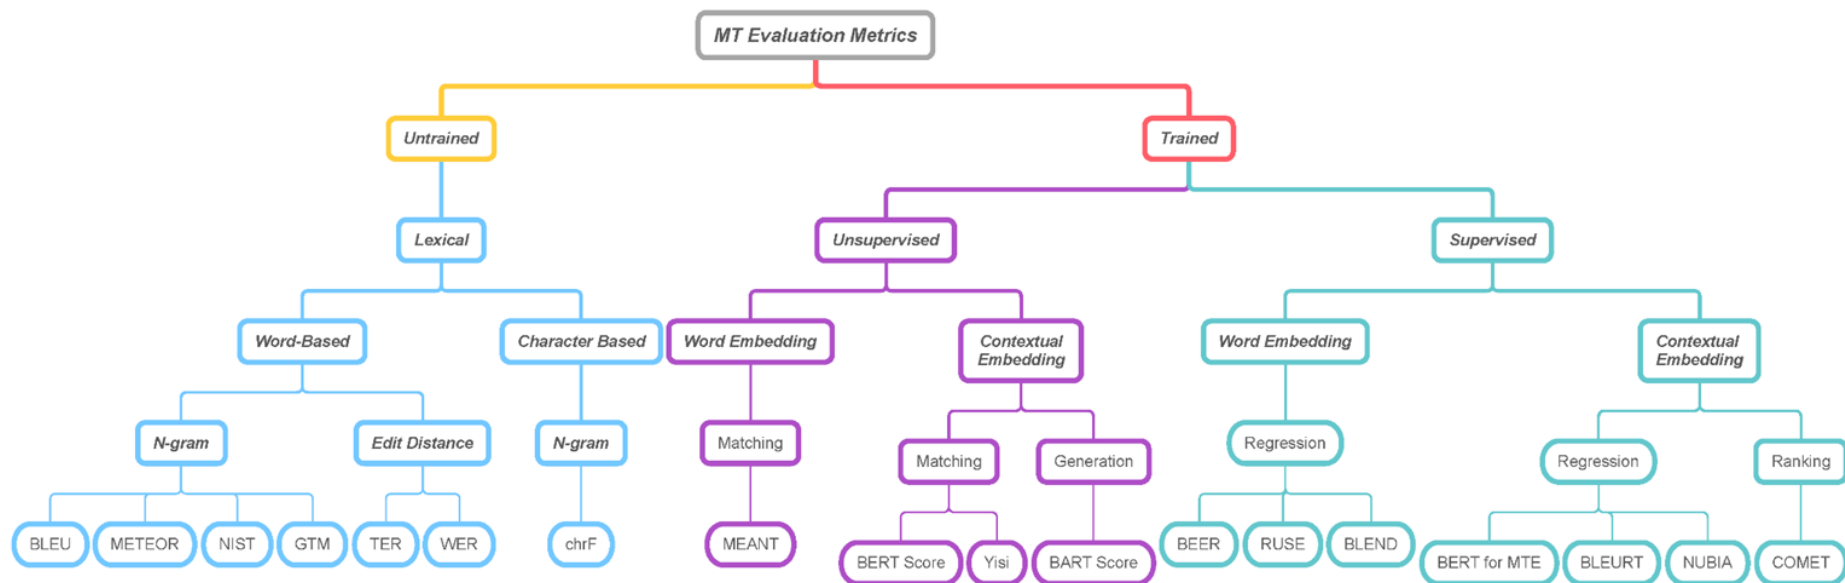 MT Evaluation Metrics
Untrained
Trained
Lexical
Unsupervised
Supervised
Word-Based
Character Based
Word Embedding
Contextual
Embedding
Word Embedding
Contextual
Embedding
N-gram
Edit Distance
N-gram
Matching
Matching
Generation
Regression
Regression
Ranking
BLEU
METEOR
NIST
GTM
TER
WER
chrF
MEANT
BERT Score
Yisi
BART Score
BEER
RUSE
BLEND
BERT for MTE
BLEURT
NUBIA
COMET